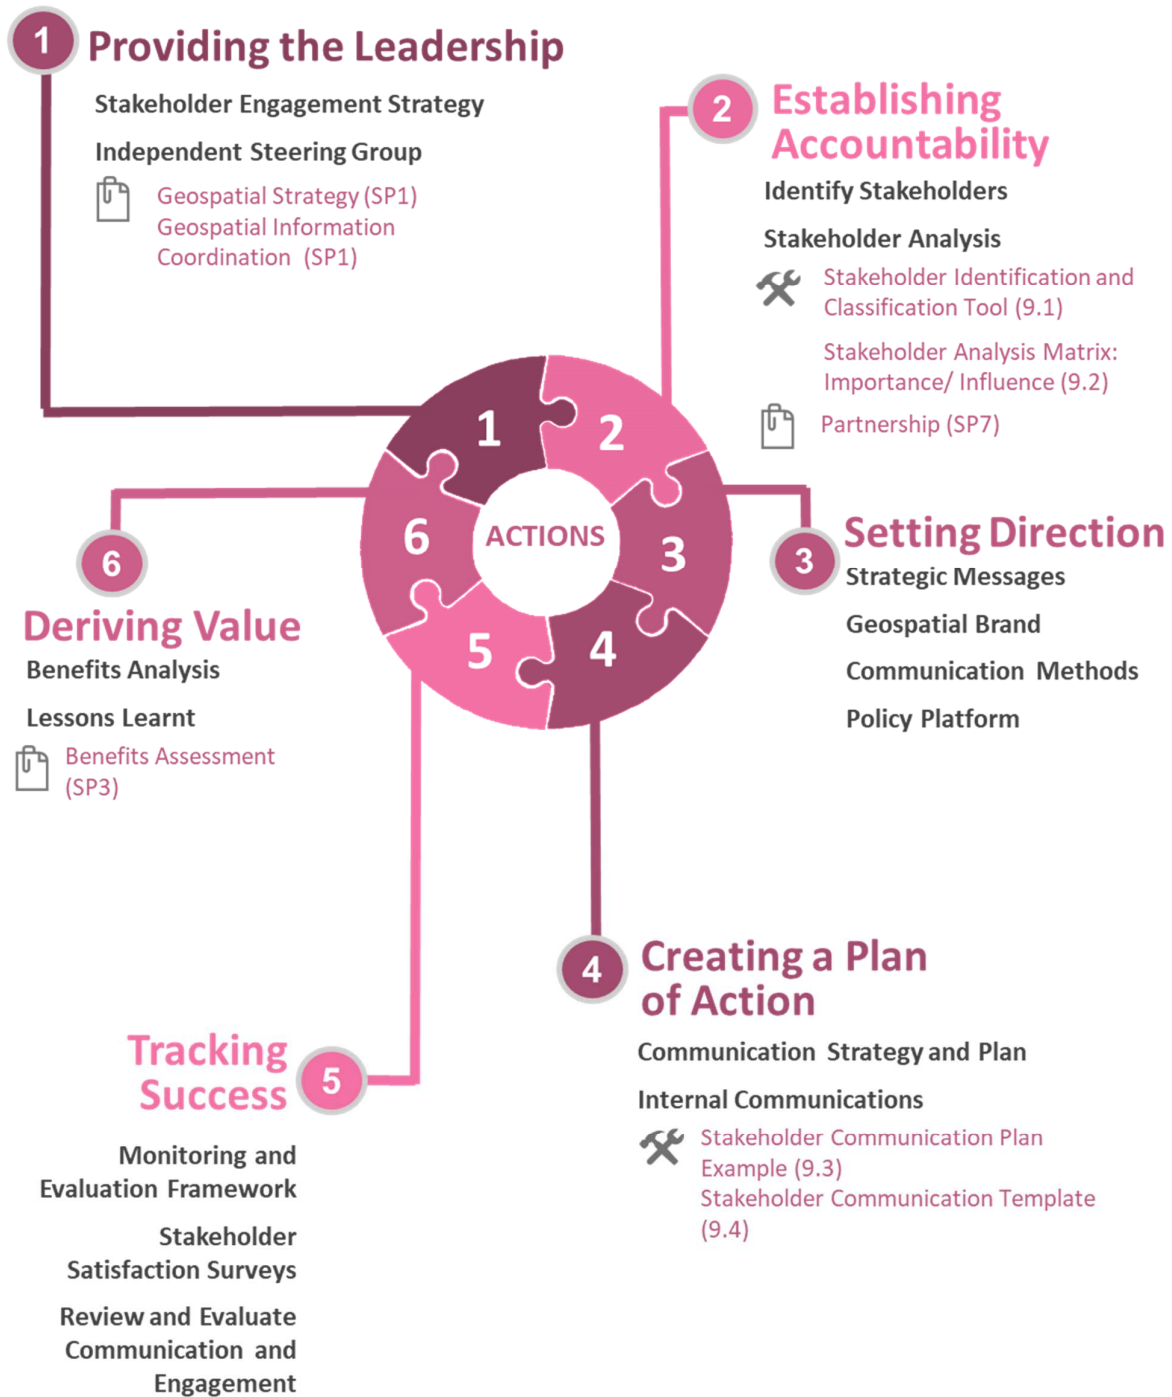 1
Providing the Leadership
Stakeholder Engagement Strategy
Independent Steering Group
Geospatial Strategy (SP1)
Geospatial Information
Coordination (SP1)
2
Establishing
Accountability
Identify Stakeholders
Stakeholder Analysis
Stakeholder Identification and
Classification Tool (9.1)
Stakeholder Analysis Matrix:
Importance/ Influence (9.2)
Partnership (SP7)
1
2
3
4
5
6
ACTIONS
3
Setting Direction
Strategic Messages
Geospatial Brand
Communication Methods
Policy Platform
6
Deriving Value
Benefits Analysis
Lessons Learnt
Benefits Assessment
(SP3)
4
Creating a Plan
of Action
Communication Strategy and Plan
Internal Communications
Stakeholder Communication Plan
Example (9.3)
Stakeholder Communication Template
(9.4)
5
Tracking
Success
Monitoring and
Evaluation Framework
Stakeholder
Satisfaction Surveys
Review and Evaluate
Communication and
Engagement